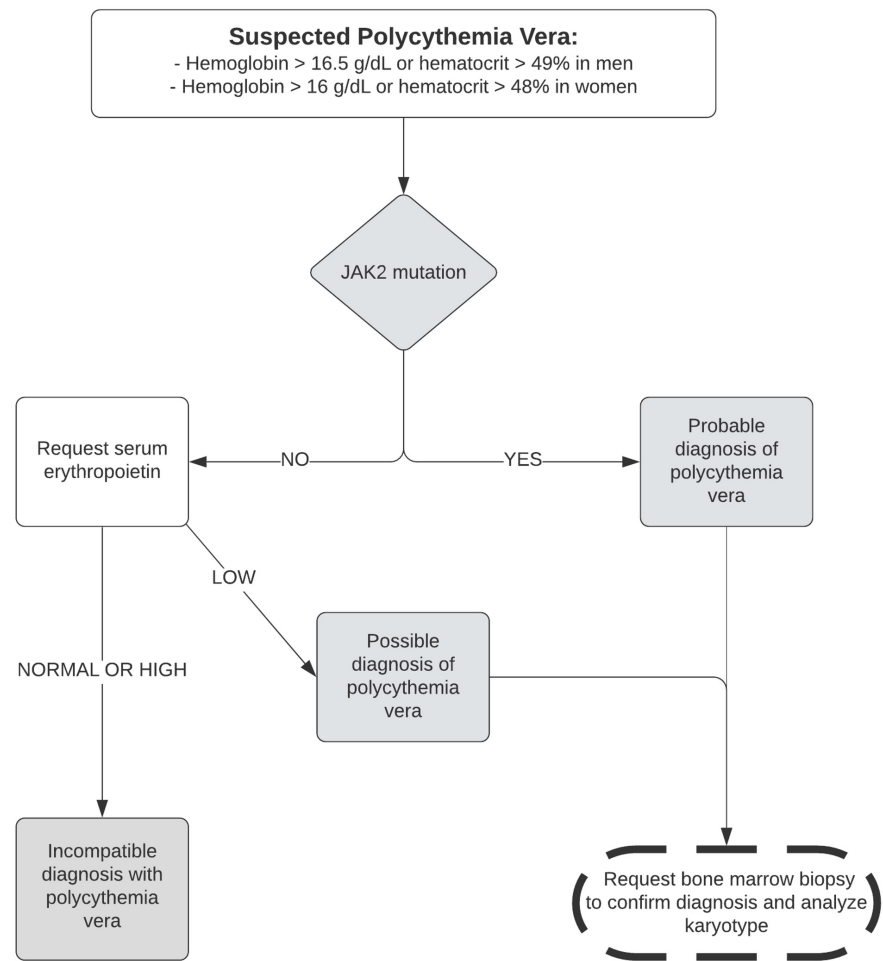 Suspected Polycythemia Vera:
- Hemoglobin > 16.5 g/dL or hematocrit > 49% in men
- Hemoglobin > 16 g/dL or hematocrit > 48% in women
JAK2 mutation
NO
YES
Request serum
erythropoietin
Probable
diagnosis of
polycythemia
vera
LOW
NORMAL OR HIGH
Possible
diagnosis of
polycythemia
vera
Incompatible
diagnosis with
polycythemia
vera
Request bone marrow biopsy
to confirm diagnosis and analyze
karyotype